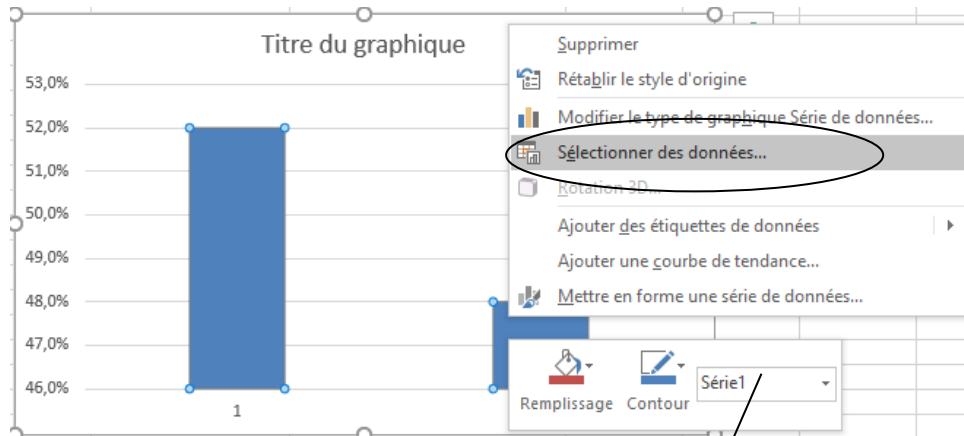 Titre du graphique
53,0%
52,0%
51,0%
50,0%
49,0%
48,0%
47,0%
46,0%
1
Supprimer
Rétablir le style d'origine
Modifier le type de graphique Série de données...
Sélectionner des données...
Rotation 3D...
Ajouter des étiquettes de données
Ajouter une courbe de tendance...
Mettre en forme une série de données...
Remplissage
Contour
Série1